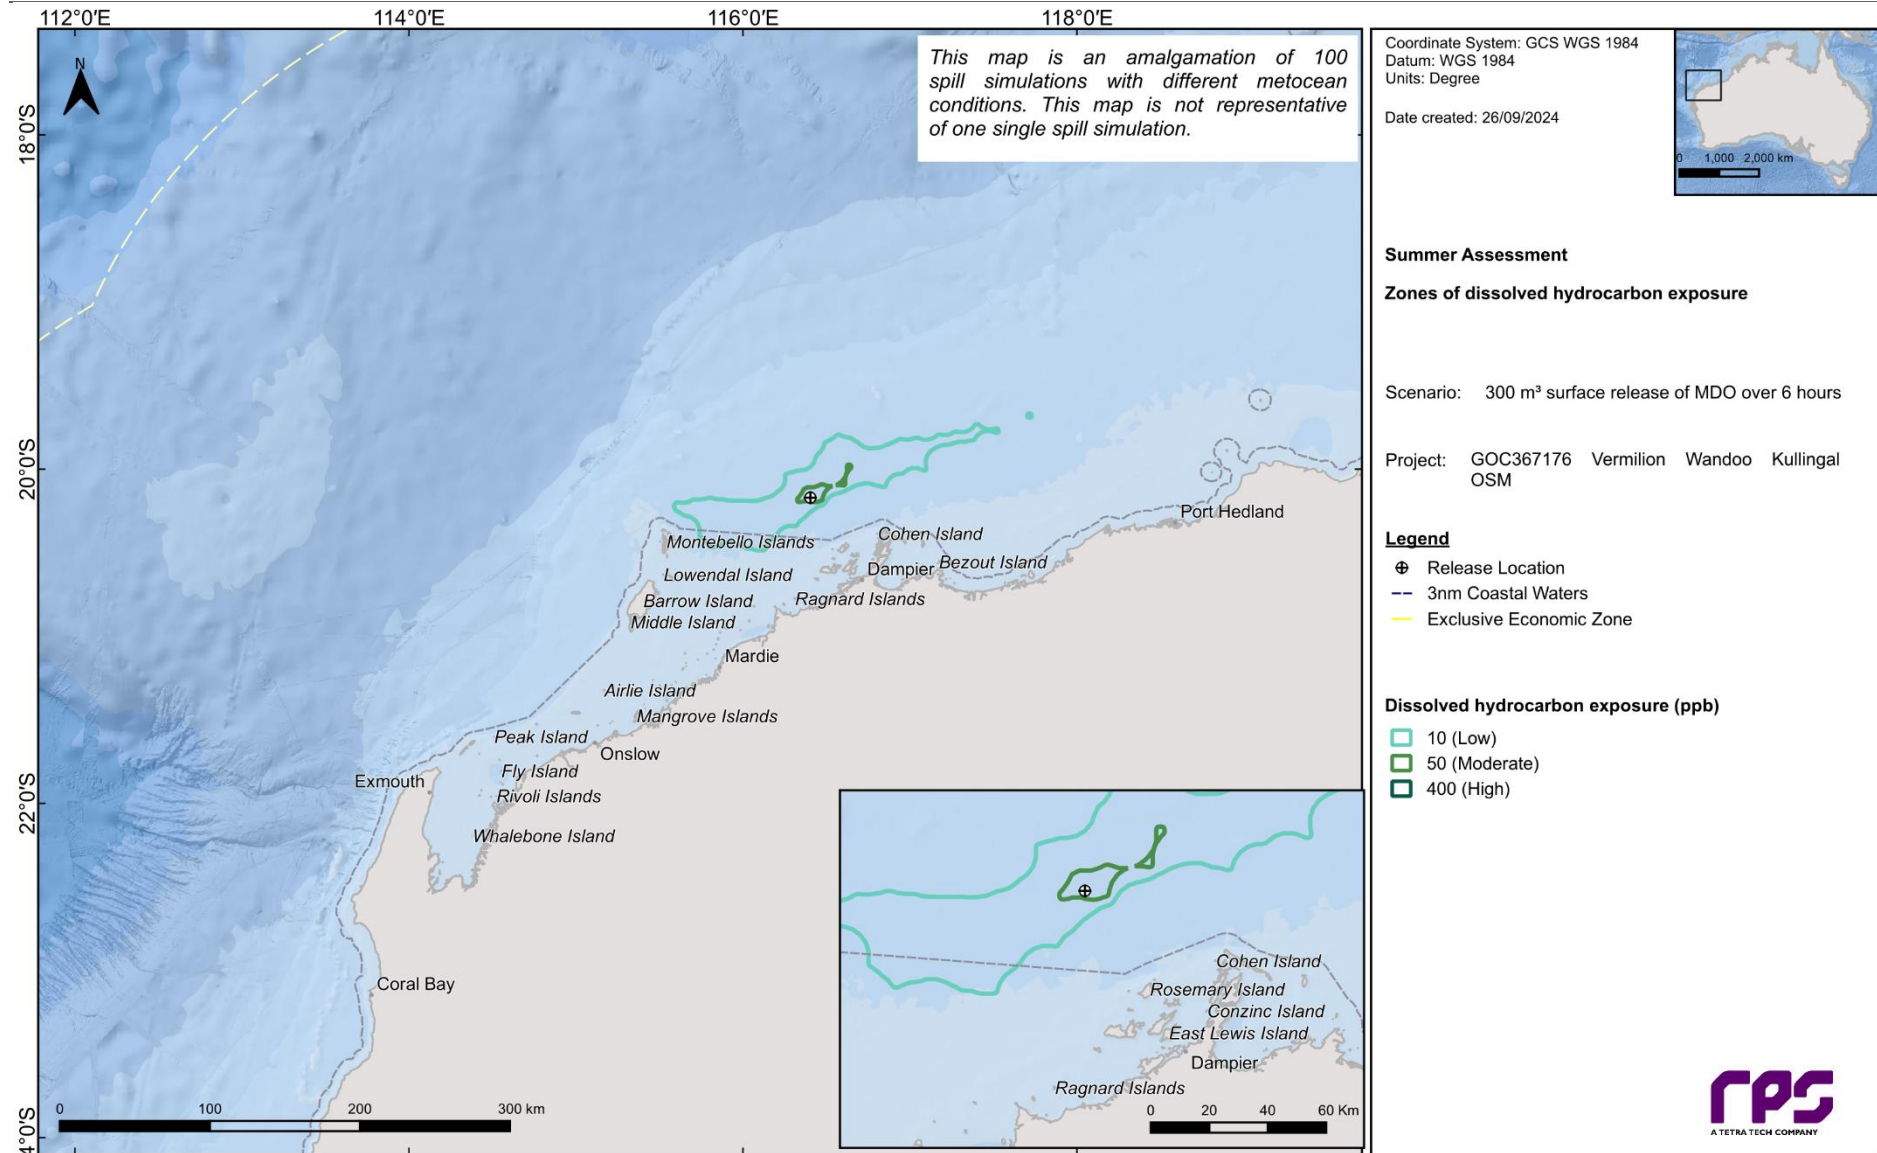 112°0'E
114°0'E
116°0'E
118°0'E
18°0'S
20°0'S
22°0'S
4°0'S
N
This map is an amalgamation of 100
spill simulations with different metocean
conditions. This map is not representative
of one single spill simulation.
Montebello Islands
Cohen Island
Port Hedland
Lowendal Island
Dampier
Bezout Island
Barrow Island
Ragnard Islands
Middle Island
Mardie
Airlie Island
Mangrove Islands
Peak Island
Onslow
Exmouth
Fly Island
Rivoli Islands
Whalebone Island
Coral Bay
0 100 200 300 km
Cohen Island
Rosemary Island
Conzinc Island
East Lewis Island
Dampier
Ragnard Islands
0 20 40 60 Km
Coordinate System: GCS WGS 1984
Datum: WGS 1984
Units: Degree
Date created: 26/09/2024
0 1,000 2,000 km
Summer Assessment
Zones of dissolved hydrocarbon exposure
Scenario: 300 m³ surface release of MDO over 6 hours
Project: GOC367176 Vermilion Wandoo Kullingal
OSM
Legend
Release Location
3nm Coastal Waters
Exclusive Economic Zone
Dissolved hydrocarbon exposure (ppb)
10 (Low)
50 (Moderate)
400 (High)
rps
A TETRA TECH COMPANY